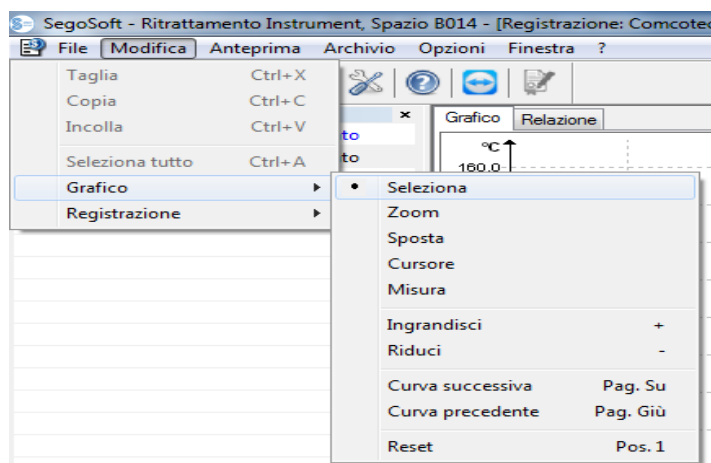 SegoSoft - Ritrattamento Instrument, Spazio B014 - [Registrazione: Comcotec
File Modifica Anteprima Archivio Opzioni Finestra ?
Taglia Ctrl+X
Copia Ctrl+C
Incolla Ctrl+V
Seleziona tutto Ctrl+A
Grafico
Registrazione
to
to
Grafico Relazione
°C
160.0
Seleziona
Zoom
Sposta
Cursore
Misura
Ingrandisci +
Riduci -
Curva successiva Pag. Su
Curva precedente Pag. Giù
Reset Pos. 1